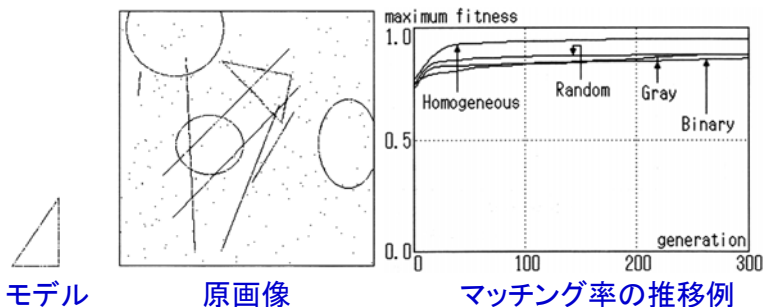 maximum fitness
1.0
Homogeneous
Random
Gray
Binary
0.5
0.0
generation
0
100
200
300
モデル
原画像
マッチング率の推移例